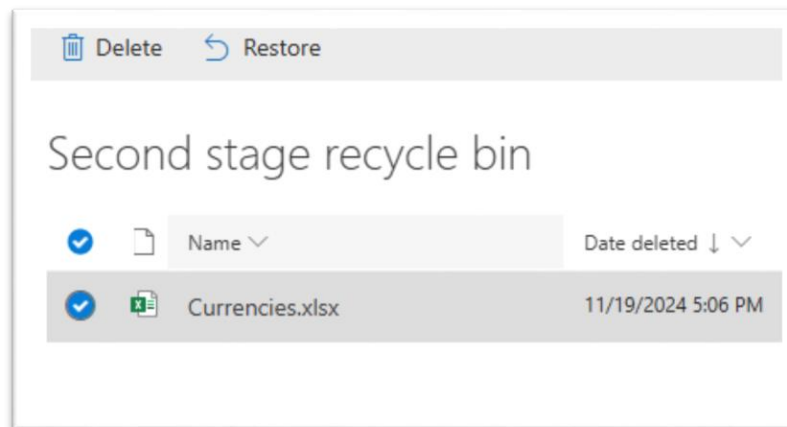 Delete Restore
Second stage recycle bin
Name Date deleted ↓
Currencies.xlsx 11/19/2024 5:06 PM